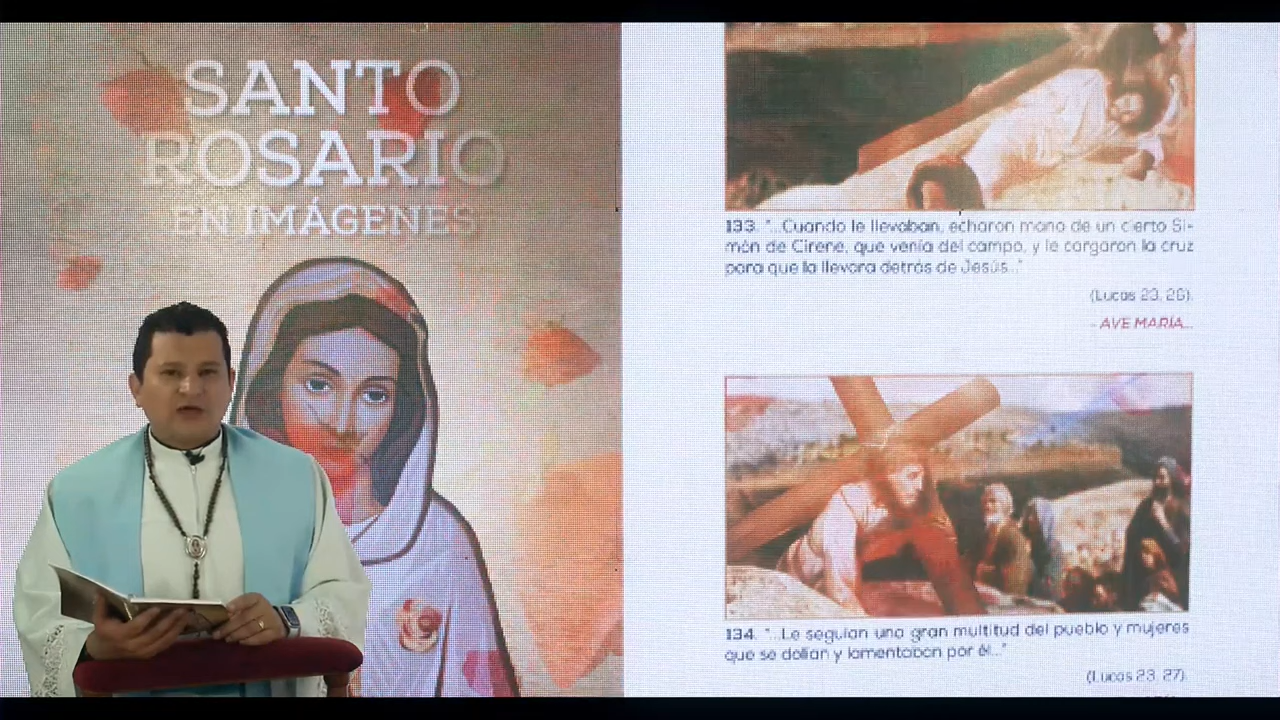 SANTO
ROSARIO
EN IMÁGENES
133. "...Cuando le llevaban, echaron mano de un cierto Si-
món de Cirene, que venía del campo, y le cargaron la cruz
para que la llevara detrás de Jesús..."
(Lucas 23, 26).
- AVE MARÍA...
134. "...Le seguían una gran multitud del pueblo y mujeres
que se dolían y lamentaban por él..."
(Lucas 23, 27).